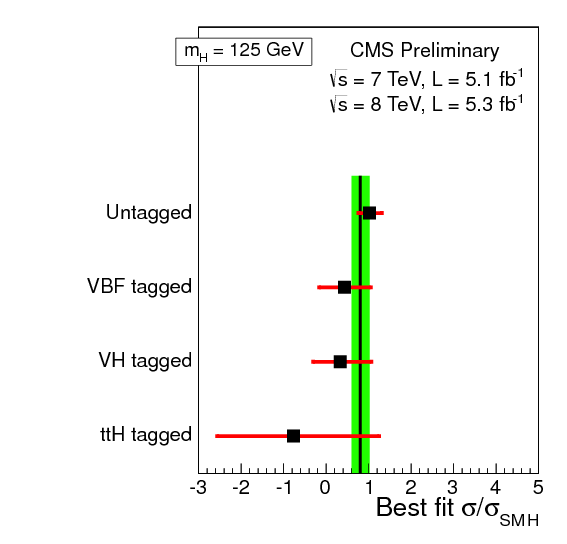 m_H = 125 GeV
CMS Preliminary
√s = 7 TeV, L = 5.1 fb⁻¹
√s = 8 TeV, L = 5.3 fb⁻¹
Untagged
VBF tagged
VH tagged
ttH tagged
-3 -2 -1 0 1 2 3 4 5
Best fit σ/σ_SMH